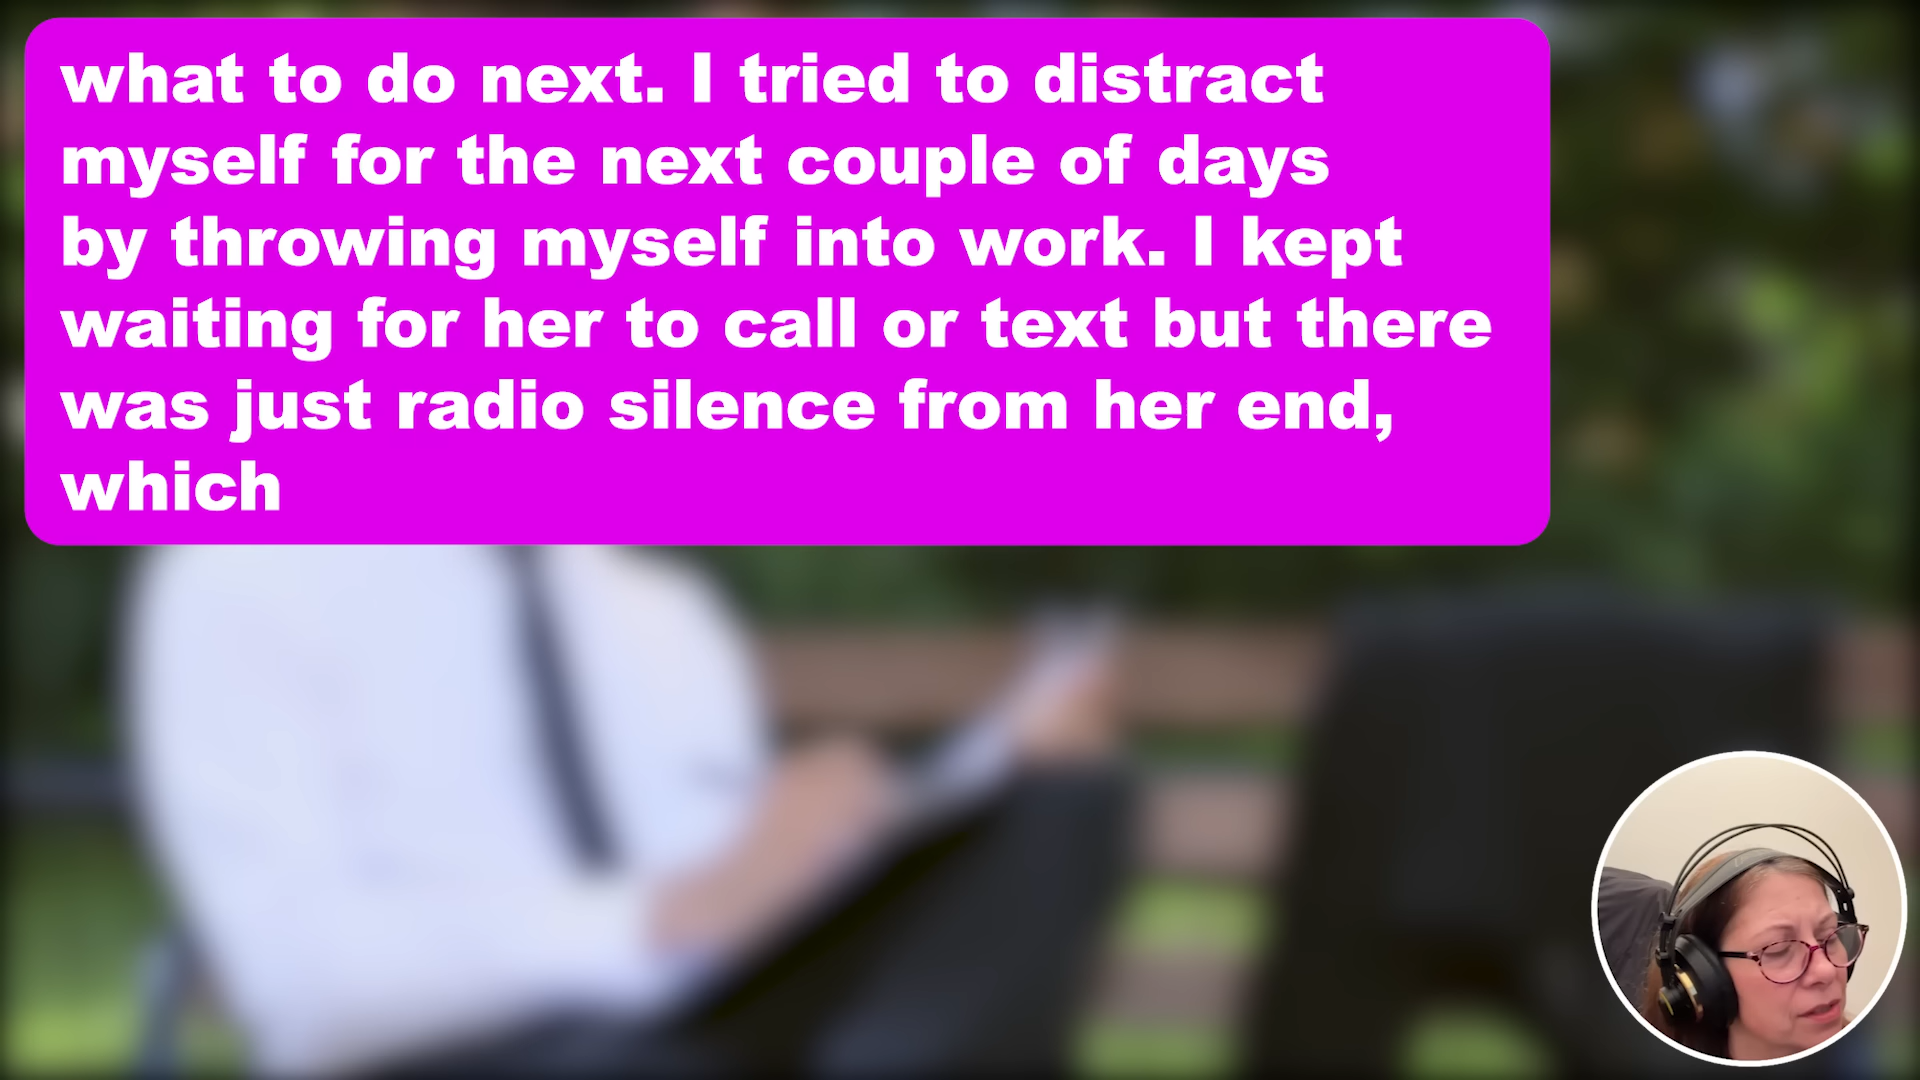 what to do next. I tried to distract
myself for the next couple of days
by throwing myself into work. I kept
waiting for her to call or text but there
was just radio silence from her end,
which